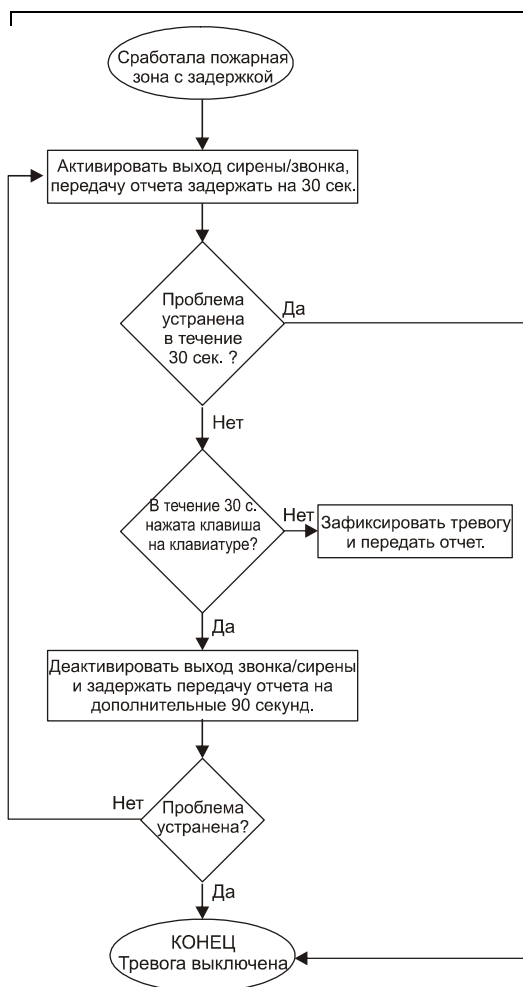 Сработала пожарная
зона с задержкой
Активировать выход сирены/звонка,
передачу отчета задержать на 30 сек.
Проблема
устранена
в течение
30 сек. ?
Да
Нет
В течение 30 с.
нажата клавиша
на клавиатуре?
Нет
Зафиксировать тревогу
и передать отчет.
Да
Деактивировать выход звонка/сирены
и задержать передачу отчета на
дополнительные 90 секунд.
Нет
Проблема
устранена?
Да
КОНЕЦ
Тревога выключена